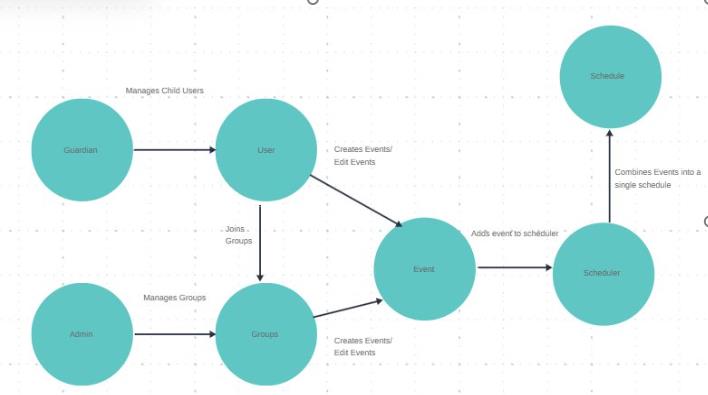 Schedule
Manages Child Users
Guardian
User
Creates Events/
Edit Events
Combines Events into a
single schedule
Joins
Groups
Adds event to scheduler
Event
Scheduler
Manages Groups
Admin
Groups
Creates Events/
Edit Events